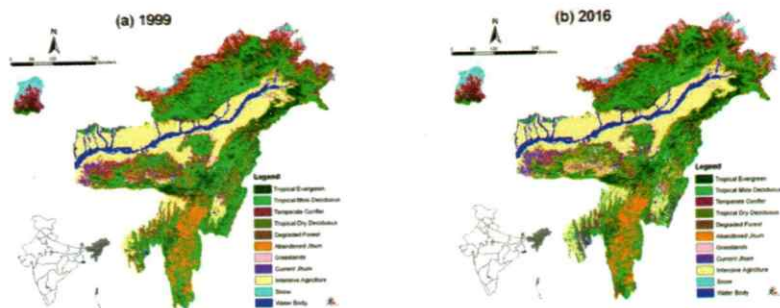 (a) 1999
N
Legend
Tropical Evergreen
Tropical Moist Deciduous
Temperate Conifer
Tropical Dry Deciduous
Degraded Forest
Abandoned Jhum
Grasslands
Current Jhum
Intensive Agriculture
Snow
Water Body
(b) 2016
N
Legend
Tropical Evergreen
Tropical Moist Deciduous
Temperate Conifer
Tropical Dry Deciduous
Degraded Forest
Abandoned Jhum
Grasslands
Current Jhum
Intensive Agriculture
Snow
Water Body